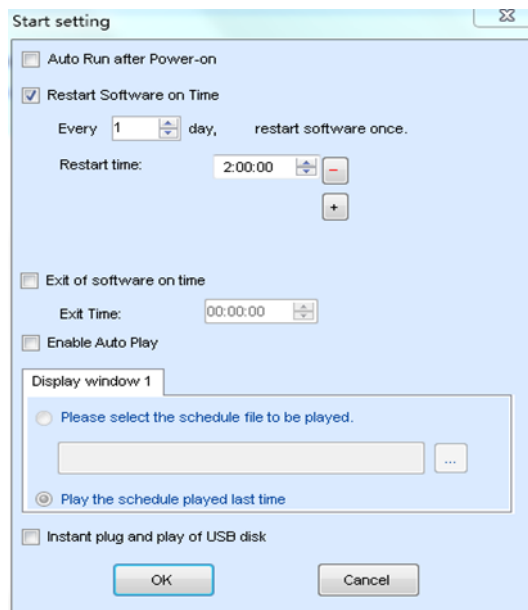 Start setting
Auto Run after Power-on
Restart Software on Time
Every 1 day, restart software once.
Restart time: 2:00:00 −
+
Exit of software on time
Exit Time: 00:00:00
Enable Auto Play
Display window 1
Please select the schedule file to be played.
...
Play the schedule played last time
Instant plug and play of USB disk
OK Cancel